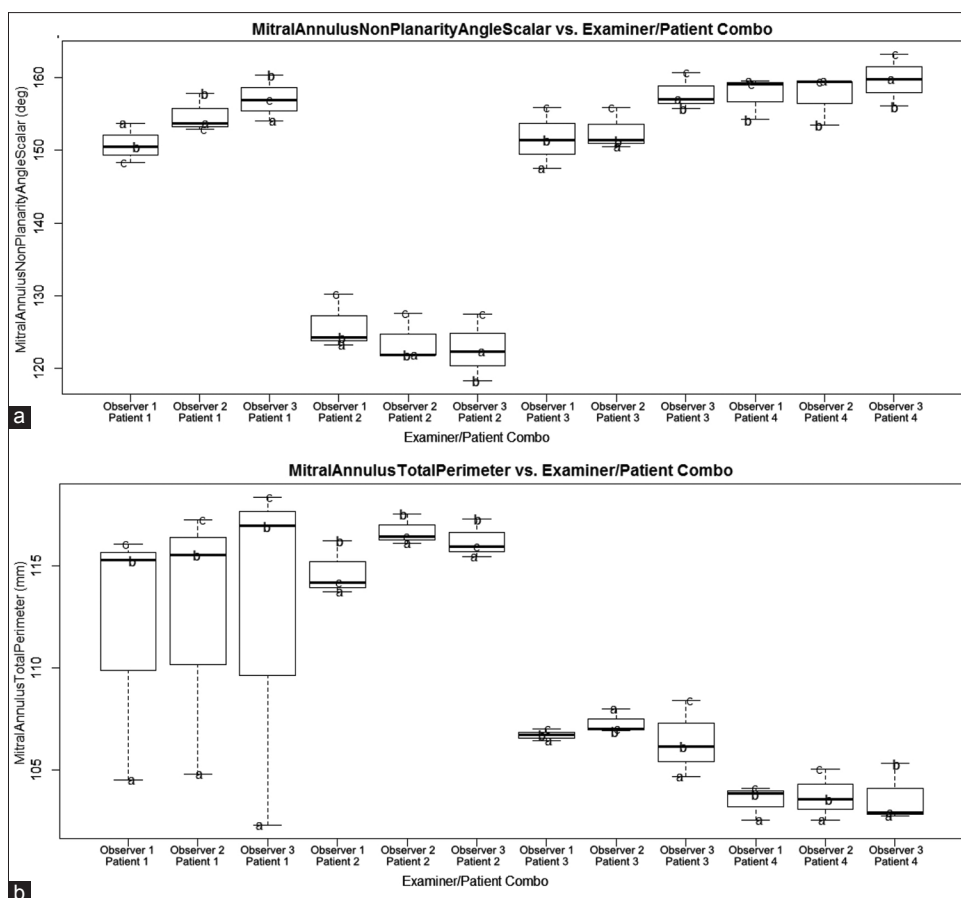 MitralAnnulusNonPlanarityAngleScalar vs. Examiner/Patient Combo
MitralAnnulusNonPlanarityAngleScalar (deg)
160
150
140
130
120
a b c
c a b
a c b
c b a
c b a
c a b
c b a
c b a
c a b
c a b
c a b
c a b
Observer 1 Observer 2 Observer 3 Observer 1 Observer 2 Observer 3 Observer 1 Observer 2 Observer 3 Observer 1 Observer 2 Observer 3
Patient 1 Patient 1 Patient 1 Patient 2 Patient 2 Patient 2 Patient 3 Patient 3 Patient 3 Patient 4 Patient 4 Patient 4
Examiner/Patient Combo
a
MitralAnnulusTotalPerimeter vs. Examiner/Patient Combo
MitralAnnulusTotalPerimeter (mm)
115
110
105
c b a
c b a
c b a
b c a
b c a
b c a
c b a
a c b
c b a
c b a
c b a
b c a
Observer 1 Observer 2 Observer 3 Observer 1 Observer 2 Observer 3 Observer 1 Observer 2 Observer 3 Observer 1 Observer 2 Observer 3
Patient 1 Patient 1 Patient 1 Patient 2 Patient 2 Patient 2 Patient 3 Patient 3 Patient 3 Patient 4 Patient 4 Patient 4
Examiner/Patient Combo
b